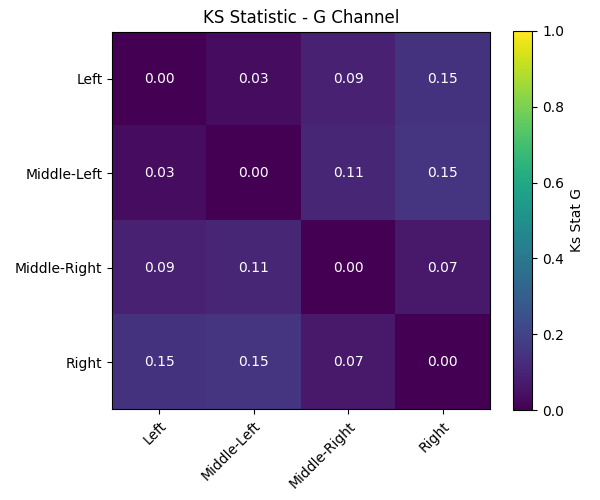 KS Statistic - G Channel
Left 0.00 0.03 0.09 0.15
Middle-Left 0.03 0.00 0.11 0.15
Middle-Right 0.09 0.11 0.00 0.07
Right 0.15 0.15 0.07 0.00
Left Middle-Left Middle-Right Right
1.0
0.8
0.6
0.4
0.2
0.0
Ks Stat G